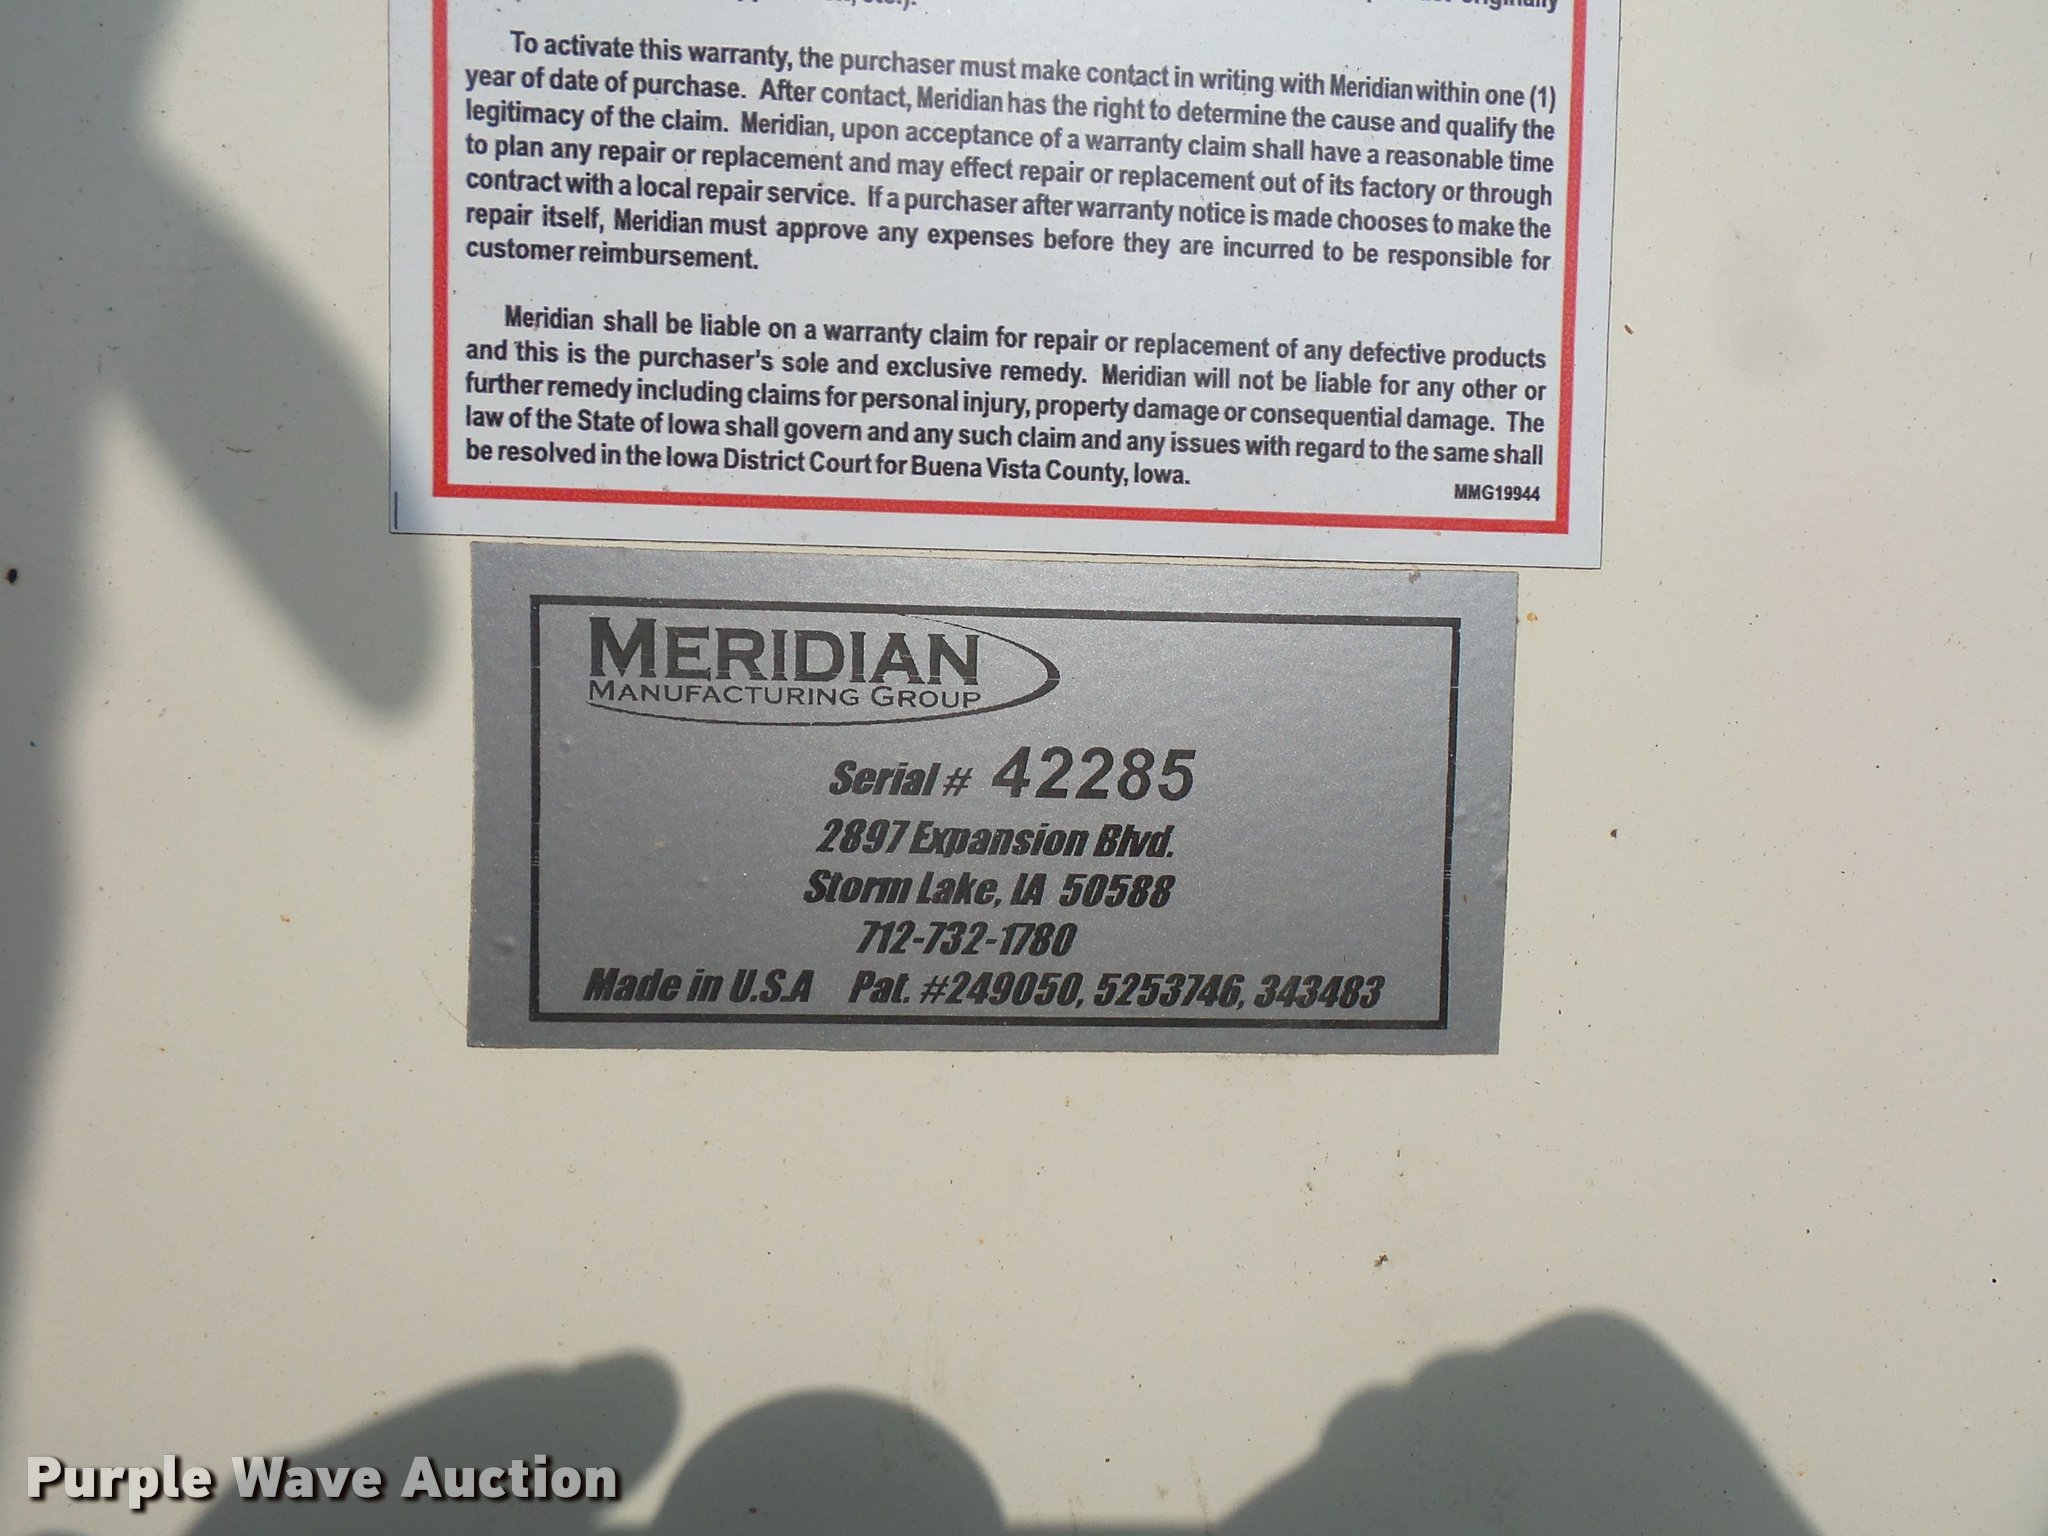 etc.).
originally
To activate this warranty, the purchaser must make contact in writing with Meridian within one (1)
year of date of purchase. After contact, Meridian has the right to determine the cause and qualify the
legitimacy of the claim. Meridian, upon acceptance of a warranty claim shall have a reasonable time
to plan any repair or replacement and may effect repair or replacement out of its factory or through
contract with a local repair service. If a purchaser after warranty notice is made chooses to make the
repair itself, Meridian must approve any expenses before they are incurred to be responsible for
customer reimbursement.
Meridian shall be liable on a warranty claim for repair or replacement of any defective products
and this is the purchaser's sole and exclusive remedy. Meridian will not be liable for any other or
further remedy including claims for personal injury, property damage or consequential damage. The
law of the State of Iowa shall govern and any such claim and any issues with regard to the same shall
be resolved in the Iowa District Court for Buena Vista County, Iowa.
MMG19944
MERIDIAN
MANUFACTURING GROUP
Serial # 42285
2897 Expansion Blvd.
Storm Lake, IA 50588
712-732-1780
Made in U.S.A Pat. #249050, 5253746, 343483
Purple Wave Auction